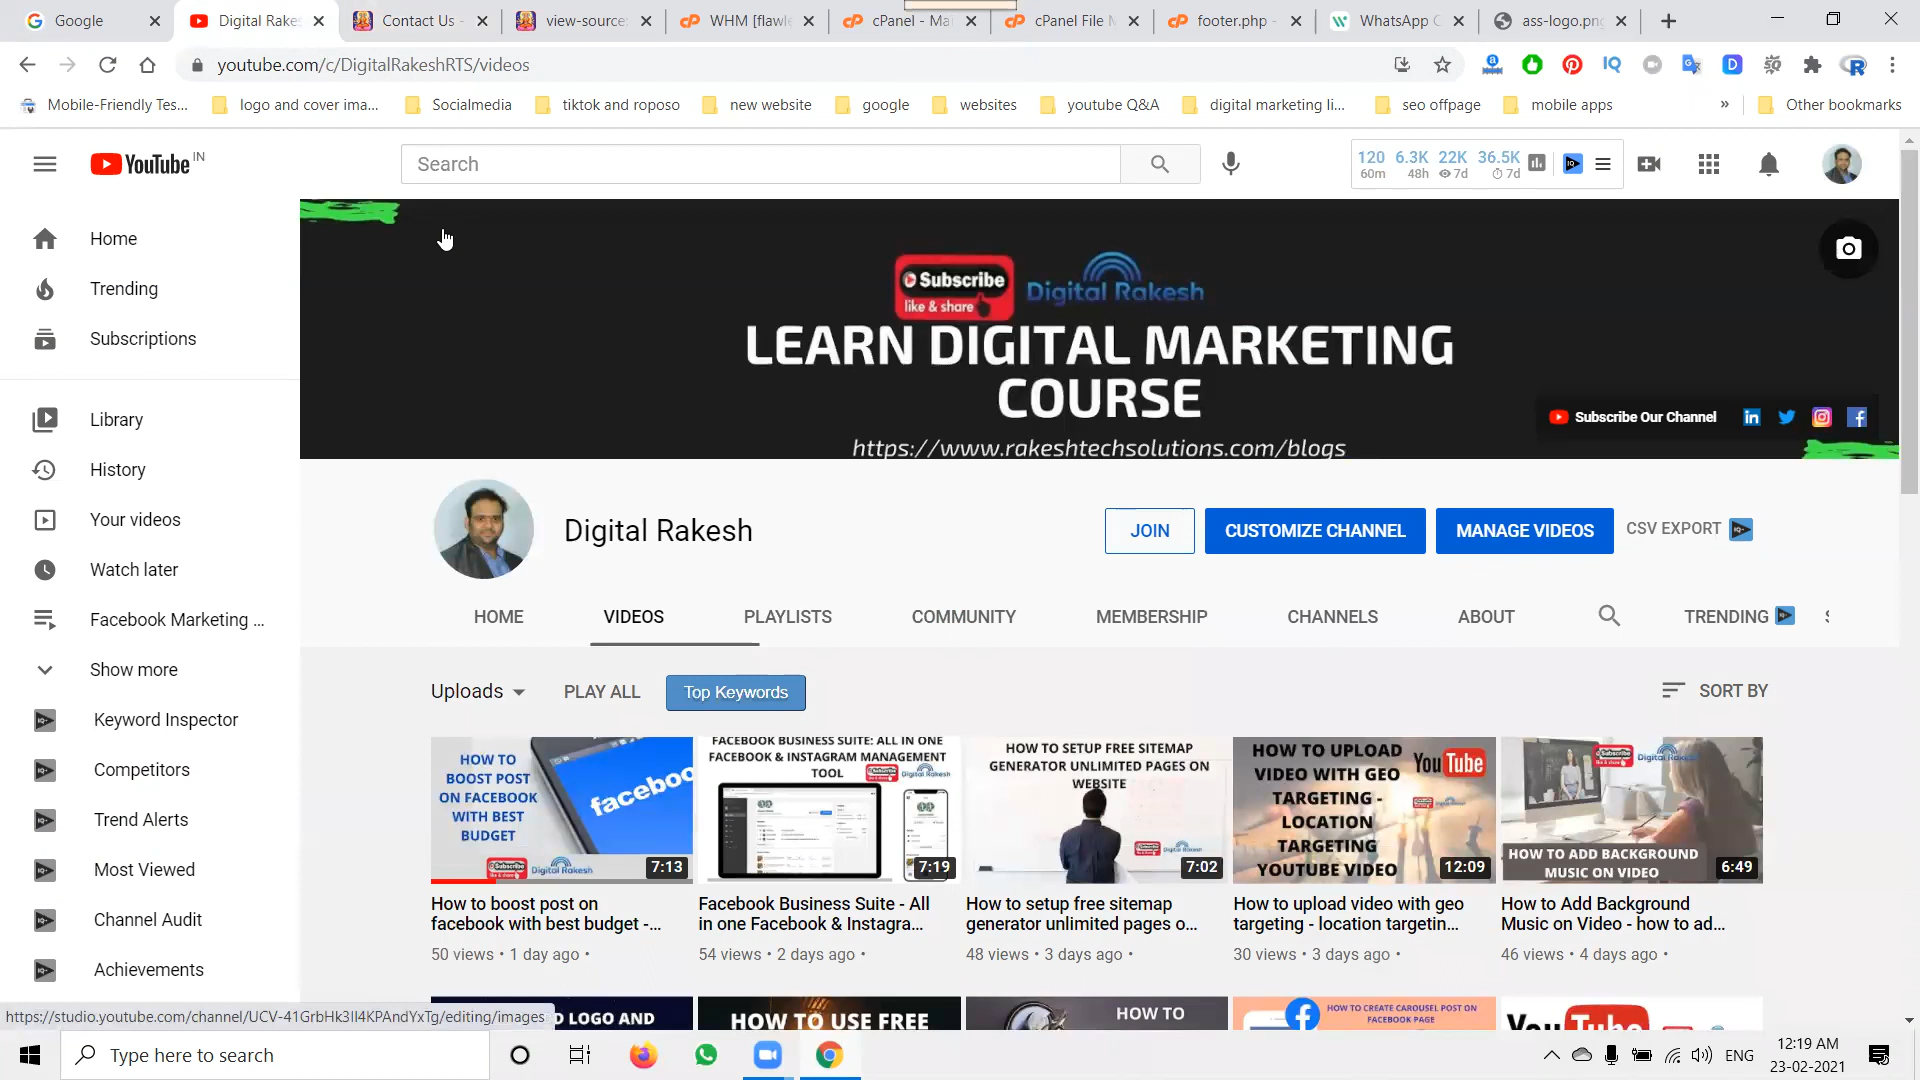 Google
Digital Rake
Contact Us -
view-source:
WHM [flawl
cPanel - Ma
cPanel File M
footer.php -
WhatsApp C
ass-logo.png
youtube.com/c/DigitalRakeshRTS/videos
Mobile-Friendly Tes...
logo and cover ima...
Socialmedia
tiktok and roposo
new website
google
websites
youtube Q&A
digital marketing li...
seo offpage
mobile apps
»
Other bookmarks
YouTube IN
Search
120 6.3K 22K 36.5K
60m 48h 7d 7d
Home
Trending
Subscriptions
Library
History
Your videos
Watch later
Facebook Marketing ...
Show more
Keyword Inspector
Competitors
Trend Alerts
Most Viewed
Channel Audit
Achievements
Subscribe
like & share
Digital Rakesh
LEARN DIGITAL MARKETING
COURSE
https://www.rakeshtechsolutions.com/blogs
Subscribe Our Channel
Digital Rakesh
JOIN
CUSTOMIZE CHANNEL
MANAGE VIDEOS
CSV EXPORT
HOME
VIDEOS
PLAYLISTS
COMMUNITY
MEMBERSHIP
CHANNELS
ABOUT
TRENDING
Uploads
PLAY ALL
Top Keywords
SORT BY
HOW TO
BOOST POST
ON FACEBOOK
WITH BEST
BUDGET
faceboo
Subscribe
like & share
Digital Rakesh
7:13
How to boost post on
facebook with best budget -...
50 views • 1 day ago •
FACEBOOK BUSINESS SUITE: ALL IN ONE
FACEBOOK & INSTAGRAM MANAGEMENT
TOOL
7:19
Facebook Business Suite - All
in one Facebook & Instagra...
54 views • 2 days ago •
HOW TO SETUP FREE SITEMAP
GENERATOR UNLIMITED PAGES ON
WEBSITE
7:02
How to setup free sitemap
generator unlimited pages o...
48 views • 3 days ago •
HOW TO UPLOAD
VIDEO WITH GEO
TARGETING -
LOCATION
TARGETING
YOUTUBE VIDEO
YouTube
12:09
How to upload video with geo
targeting - location targetin...
30 views • 3 days ago •
HOW TO ADD BACKGROUND
MUSIC ON VIDEO
6:49
How to Add Background
Music on Video - how to ad...
46 views • 4 days ago •
D LOGO AND
HOW TO USE FREE
HOW TO
HOW TO CREATE CAROUSEL POST ON
FACEBOOK PAGE
YouTube
https://studio.youtube.com/channel/UCV-41GrbHk3lI4KPAndYxTg/editing/images
Type here to search
ENG
12:19 AM
23-02-2021